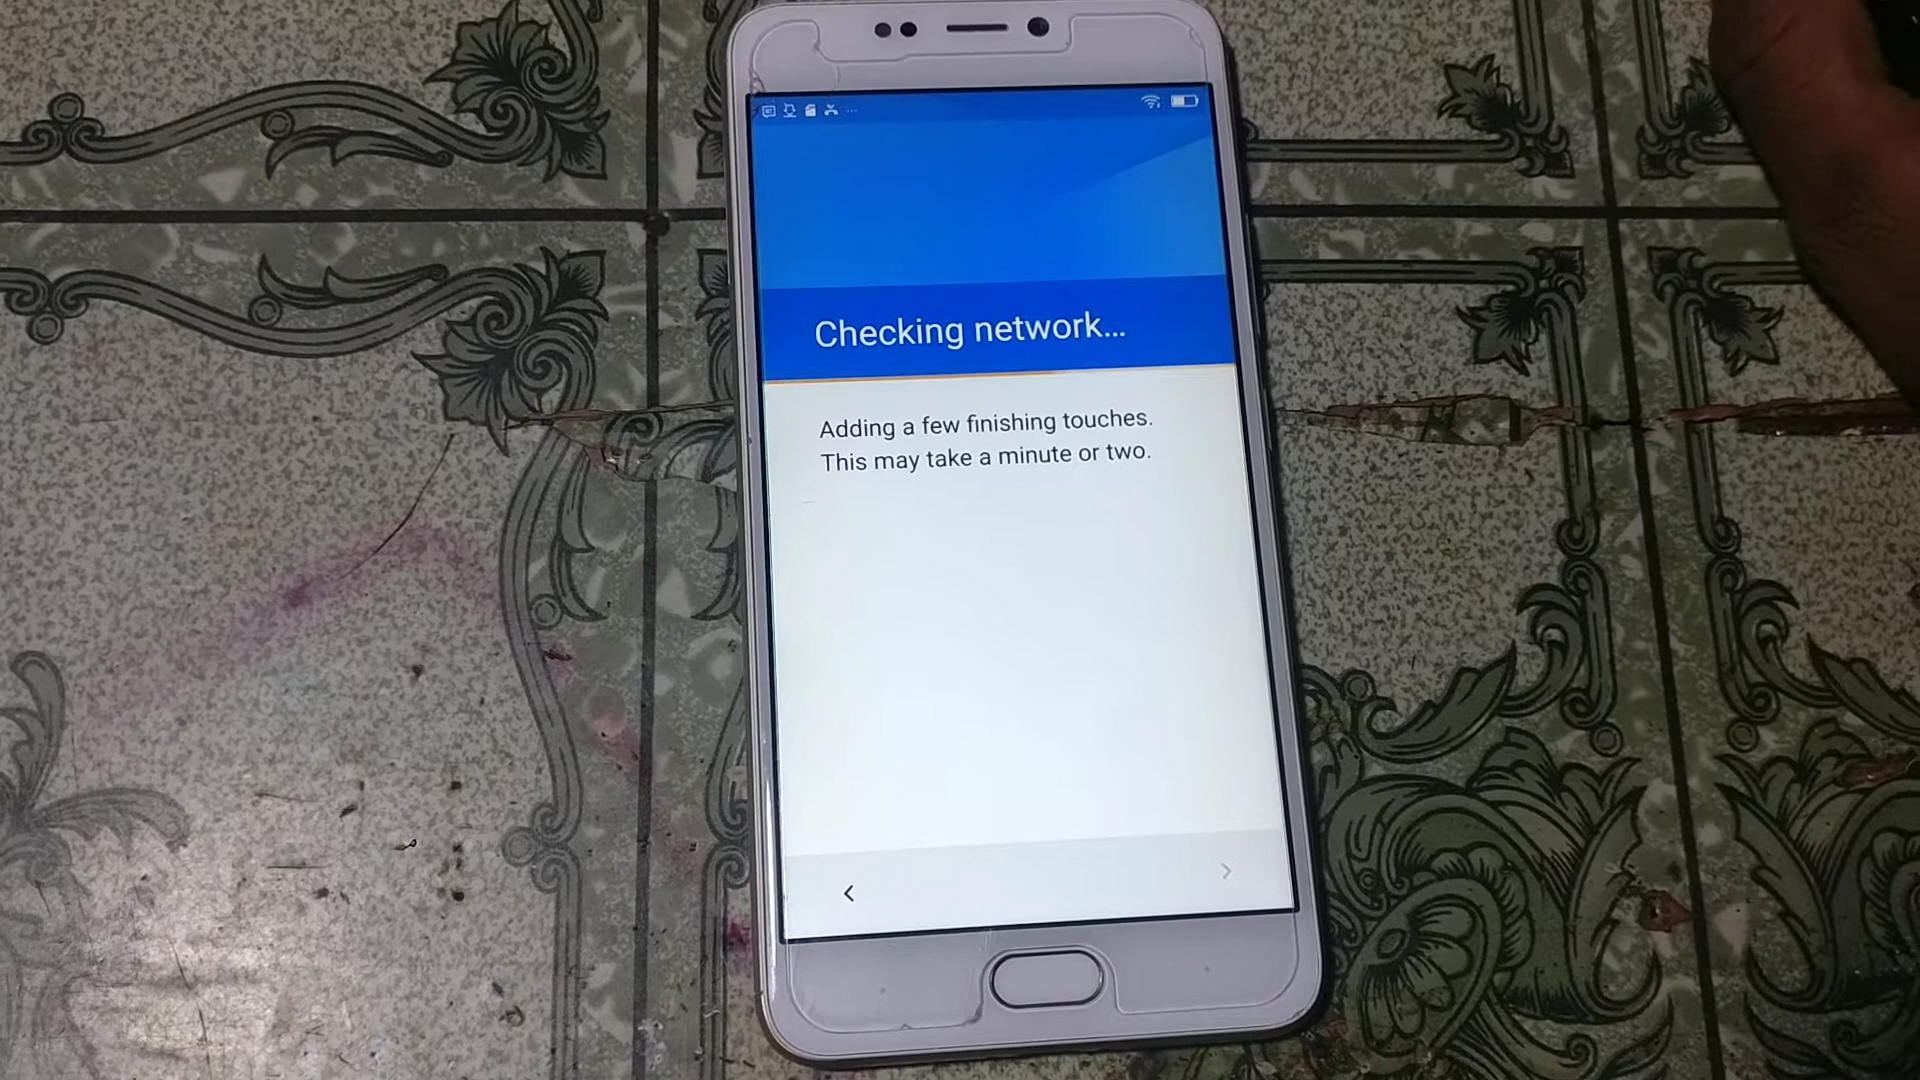 Checking network...
Adding a few finishing touches.
This may take a minute or two.